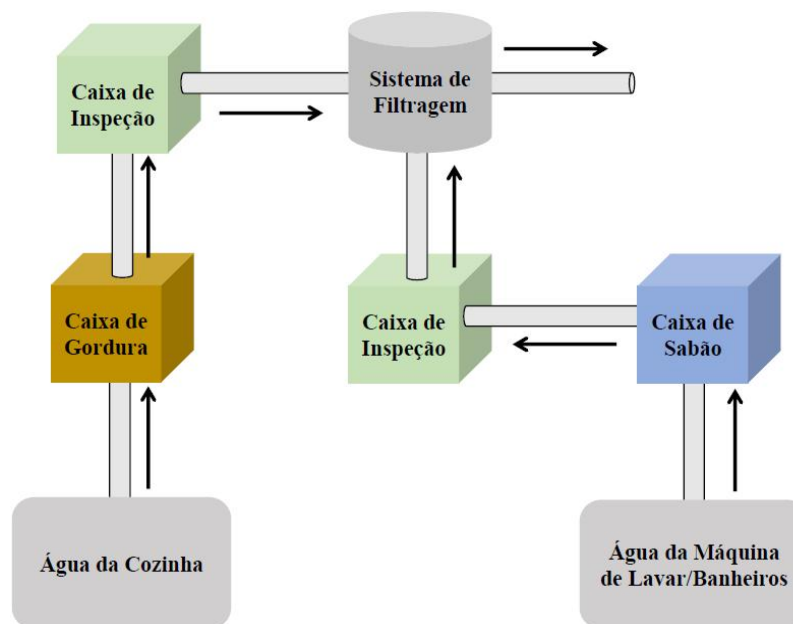 Caixa de
Inspeção
Sistema de
Filtragem
Caixa de
Gordura
Caixa de
Inspeção
Caixa de
Sabão
Água da Cozinha
Água da Máquina
de Lavar/Banheiros